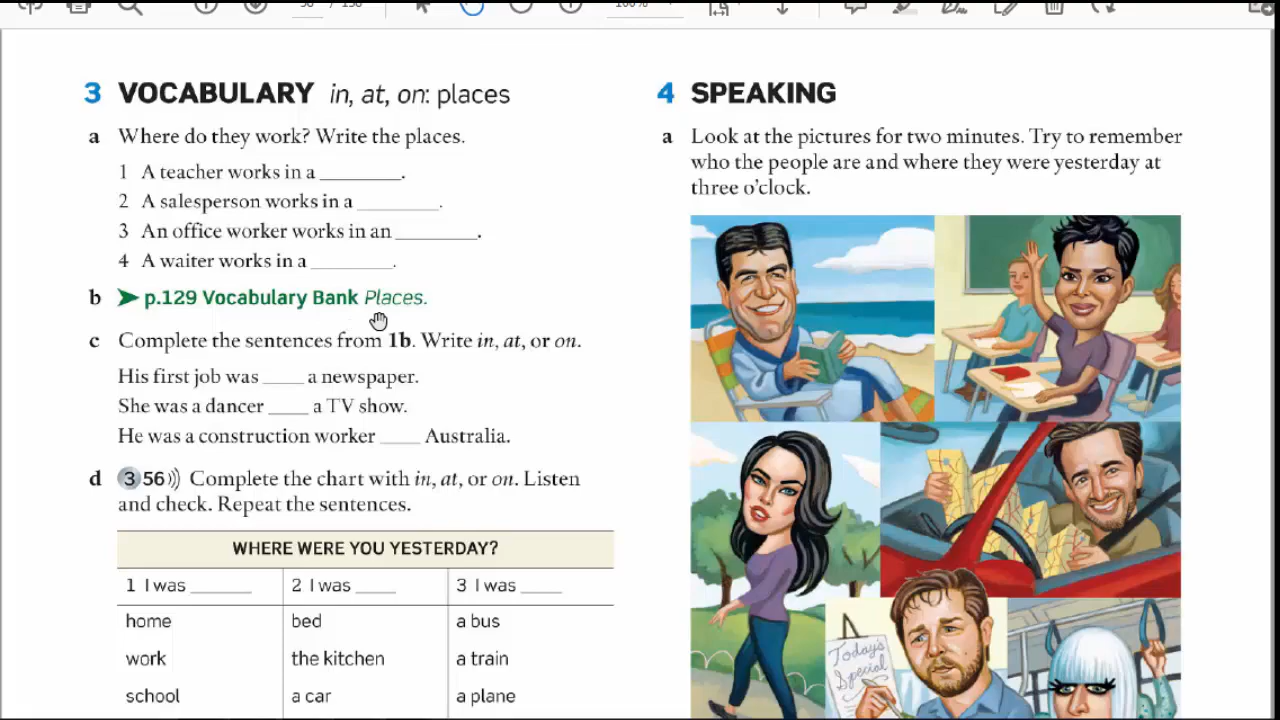 3 VOCABULARY in, at, on: places
a Where do they work? Write the places.
1 A teacher works in a ________.
2 A salesperson works in a ________.
3 An office worker works in an ________.
4 A waiter works in a ________.
b ➤ p.129 Vocabulary Bank Places.
c Complete the sentences from 1b. Write in, at, or on.
His first job was ____ a newspaper.
She was a dancer ____ a TV show.
He was a construction worker ____ Australia.
d 3 56)) Complete the chart with in, at, or on. Listen
and check. Repeat the sentences.
WHERE WERE YOU YESTERDAY?
1 I was ______ 2 I was ____ 3 I was ____
home bed a bus
work the kitchen a train
school a car a plane
4 SPEAKING
a Look at the pictures for two minutes. Try to remember
who the people are and where they were yesterday at
three o'clock.
Today's
Special